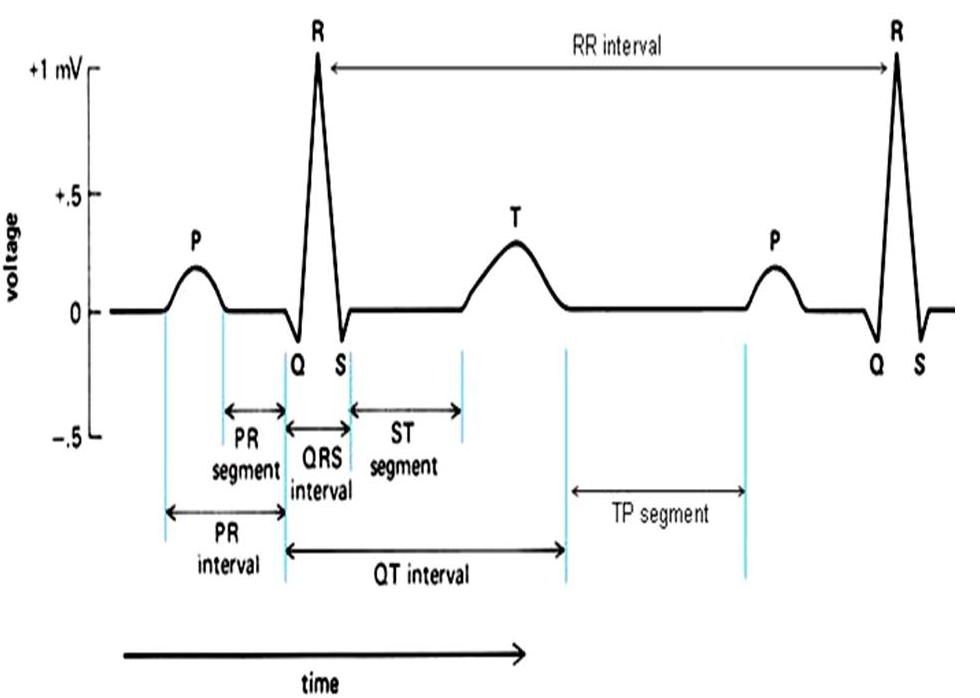 R
R
RR interval
+1 mV
+.5
T
P
P
voltage
0
Q
S
Q
S
-.5
PR
segment
QRS
interval
ST
segment
TP segment
PR
interval
QT interval
time